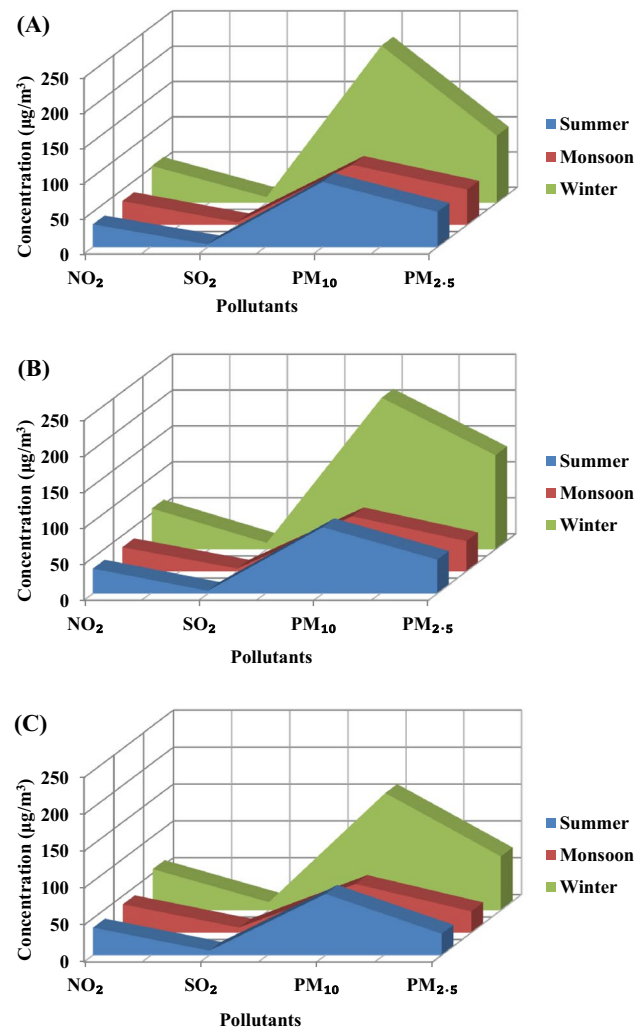 (A)
Concentration (µg/m³)
250
200
150
100
50
0
NO₂ SO₂ PM₁₀ PM₂.₅
Pollutants
Summer
Monsoon
Winter
(B)
Concentration (µg/m³)
250
200
150
100
50
0
NO₂ SO₂ PM₁₀ PM₂.₅
Pollutants
Summer
Monsoon
Winter
(C)
Concentration (µg/m³)
250
200
150
100
50
0
NO₂ SO₂ PM₁₀ PM₂.₅
Pollutants
Summer
Monsoon
Winter